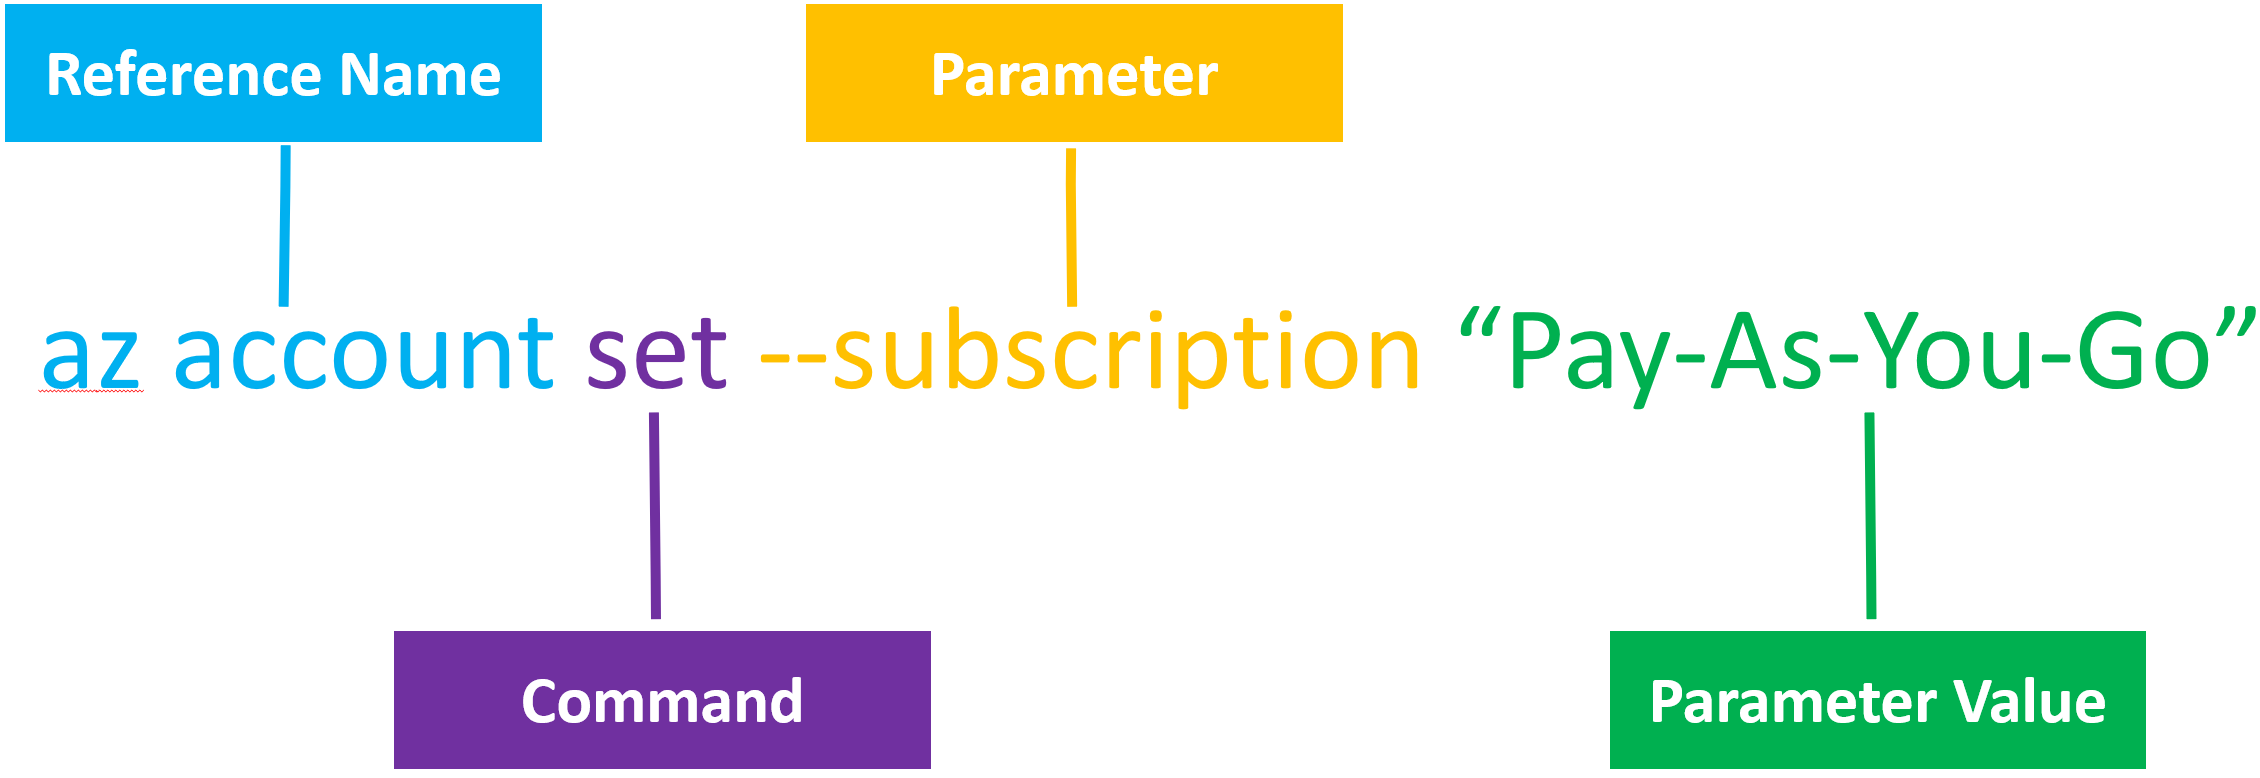 Reference Name
Parameter
az account set --subscription “Pay-As-You-Go”
Command
Parameter Value